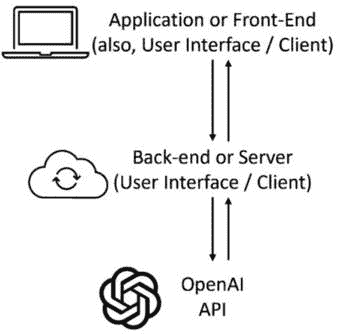 Application or Front-End
(also, User Interface / Client)
Back-end or Server
(User Interface / Client)
OpenAI
API